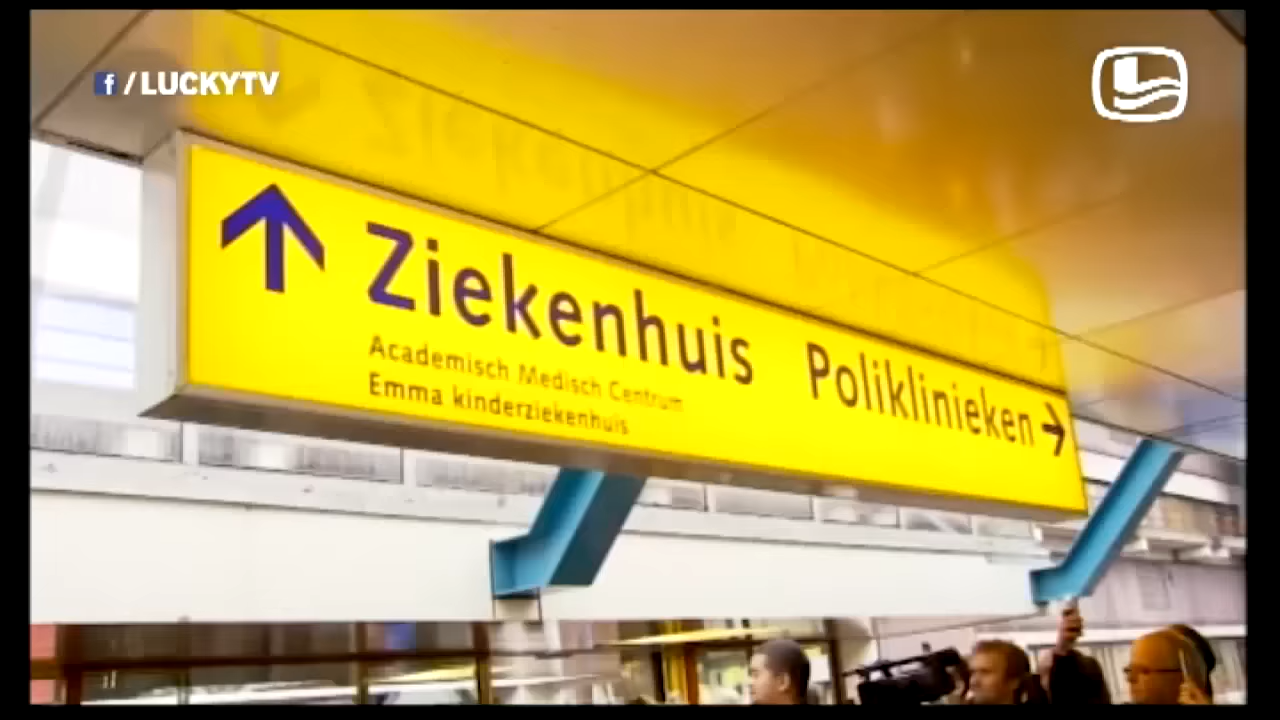 /LUCKYTV
Ziekenhuis
Academisch Medisch Centrum
Emma kinderziekenhuis
Poliklinieken